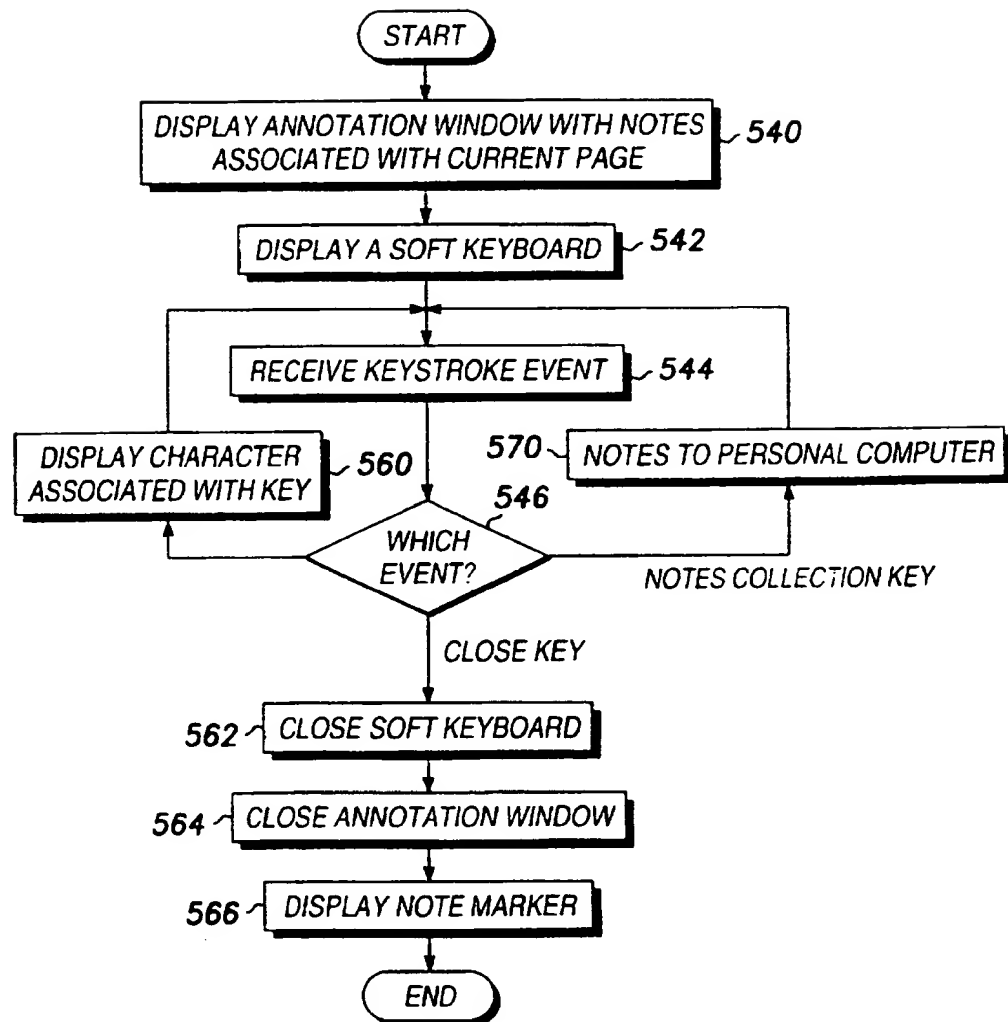 START
DISPLAY ANNOTATION WINDOW WITH NOTES
ASSOCIATED WITH CURRENT PAGE
540
DISPLAY A SOFT KEYBOARD
542
RECEIVE KEYSTROKE EVENT
544
DISPLAY CHARACTER
ASSOCIATED WITH KEY
560
570
NOTES TO PERSONAL COMPUTER
546
WHICH
EVENT?
NOTES COLLECTION KEY
CLOSE KEY
562
CLOSE SOFT KEYBOARD
564
CLOSE ANNOTATION WINDOW
566
DISPLAY NOTE MARKER
END